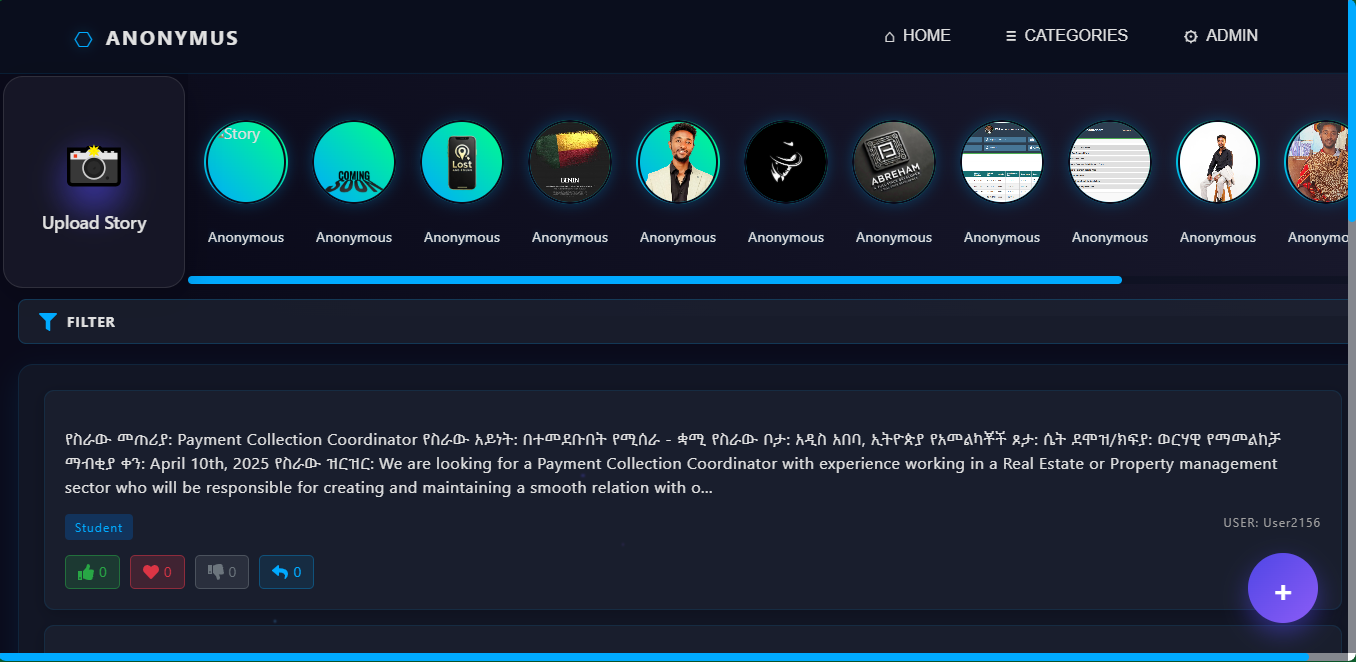 ANONYMUS
HOME
CATEGORIES
ADMIN
Story
COMING
SOON
Lost
BENIN
ABREHAM
Upload Story
Anonymous
Anonymous
Anonymous
Anonymous
Anonymous
Anonymous
Anonymous
Anonymous
Anonymous
Anonymous
Anonymo
FILTER
የስራው መጠሪያ: Payment Collection Coordinator የስራው አይነት: በተመደቡበት የሚሰራ - ቋሚ የስራው ቦታ: አዲስ አበባ, ኢትዮጵያ የአመልካቾች ጾታ: ሴት ደሞዝ/ክፍያ: ወርሃዊ የማመልከቻ
ማብቂያ ቀን: April 10th, 2025 የስራው ዝርዝር: We are looking for a Payment Collection Coordinator with experience working in a Real Estate or Property management
sector who will be responsible for creating and maintaining a smooth relation with o...
Student
USER: User2156
0
0
0
0
+